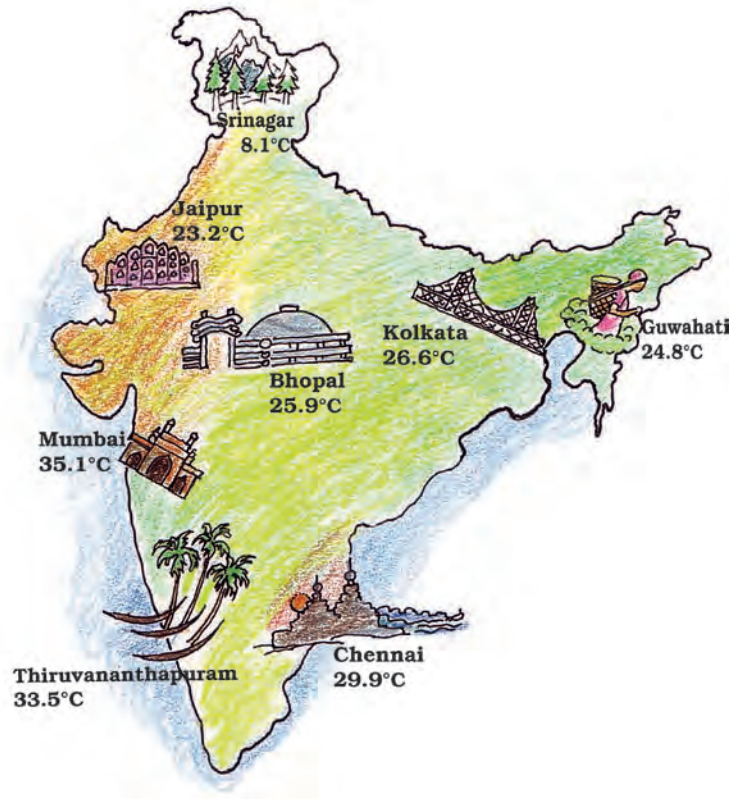 Srinagar
8.1°C
Jaipur
23.2°C
Kolkata
26.6°C
Guwahati
24.8°C
Bhopal
25.9°C
Mumbai
35.1°C
Thiruvananthapuram
33.5°C
Chennai
29.9°C